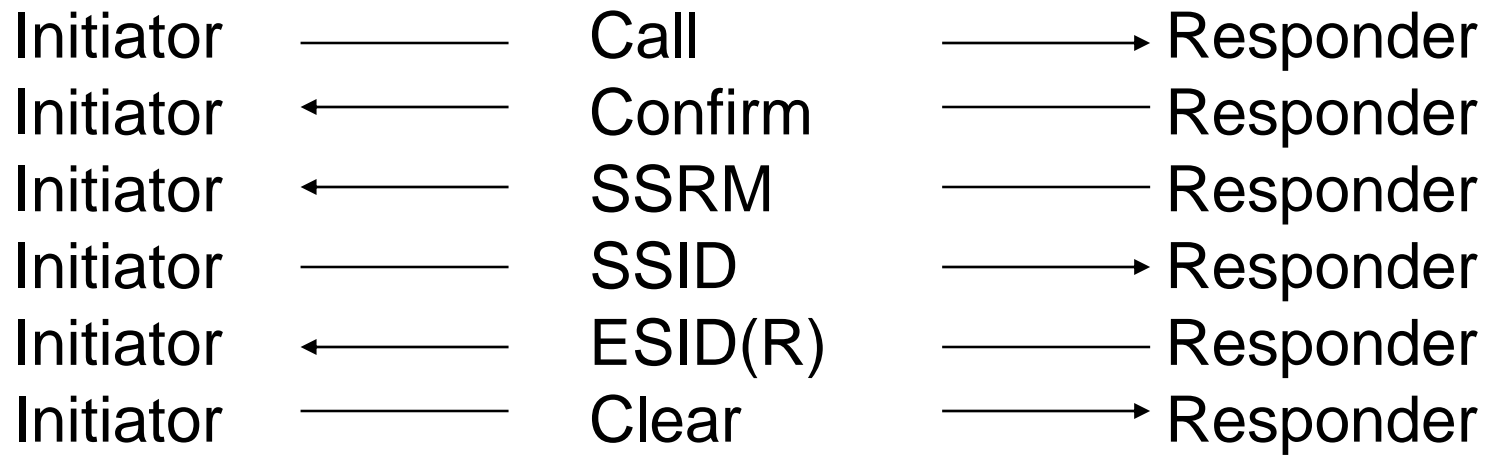 Initiator Call Responder
Initiator Confirm Responder
Initiator SSRM Responder
Initiator SSID Responder
Initiator ESID(R) Responder
Initiator Clear Responder